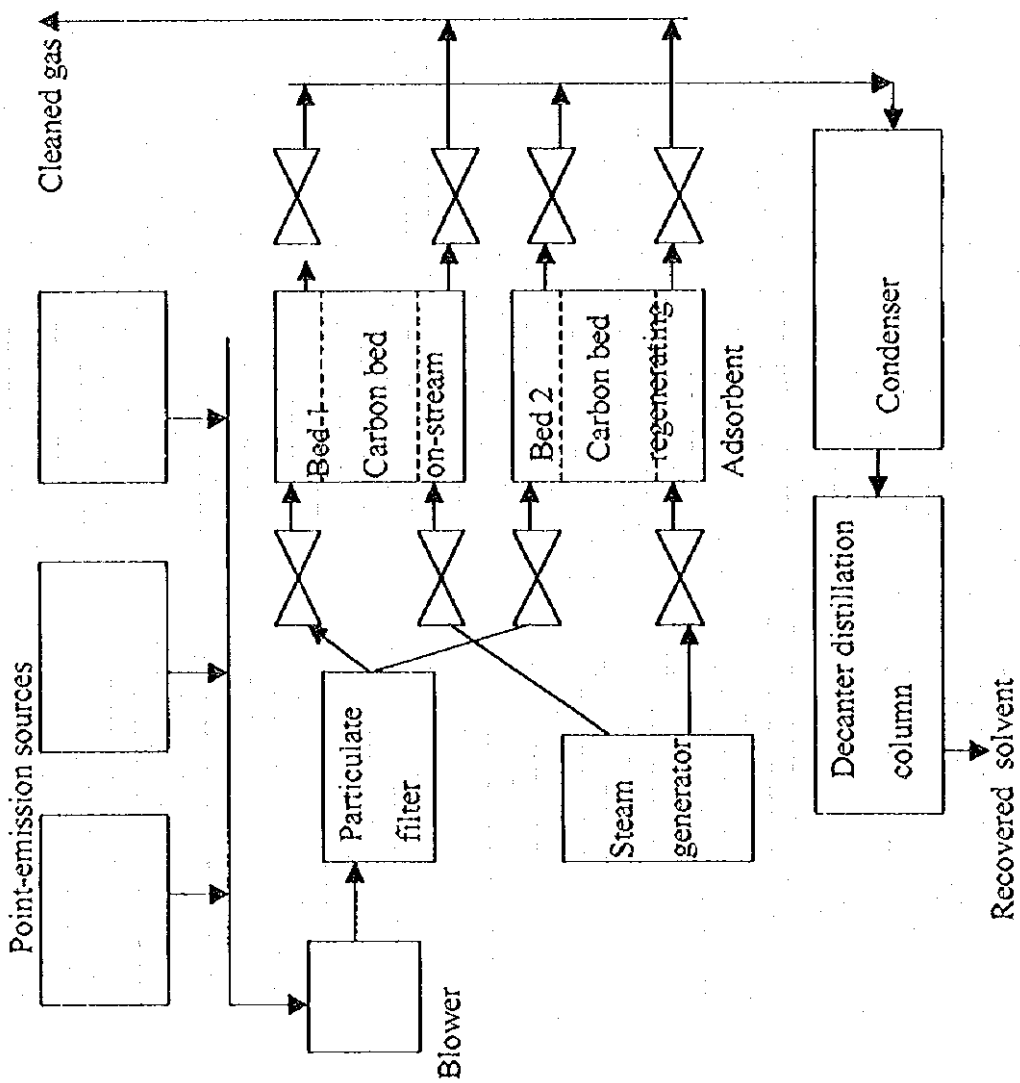 Point-emission sources
Cleaned gas
Blower
Particulate
filter
Bed 1
Carbon bed
on-stream
Steam
generator
Bed 2
Carbon bed
regenerating
Adsorbent
Condenser
Decanter distillation
column
Recovered solvent